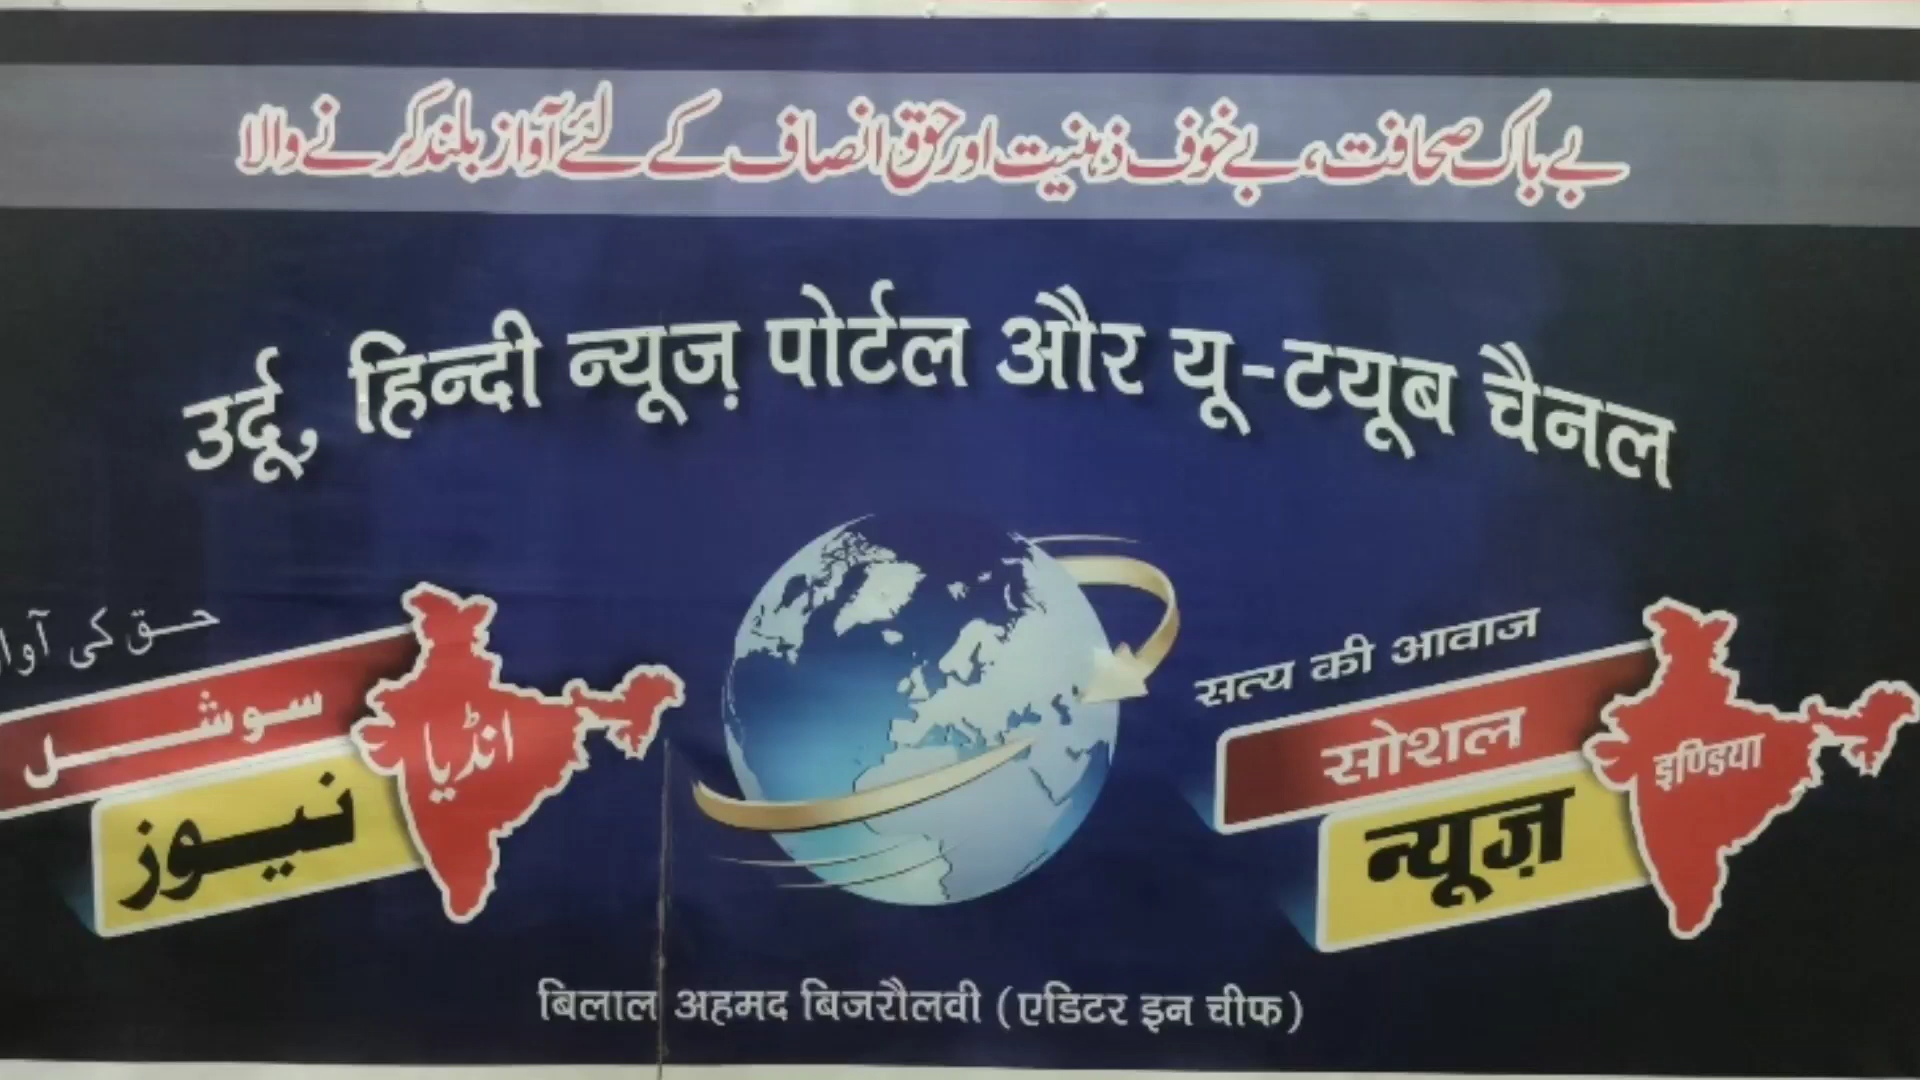 بے باک صحافت، بے خوف ذہنیت اور حق انصاف کے لئے آواز بلند کرنے والا
उर्दू, हिन्दी न्यूज़ पोर्टल और यू-टयूब चैनल
حق کی
سوشل
انڈیا
نیوز
सत्य की आवाज
सोशल
इण्डिया
न्यूज़
बिलाल अहमद बिजरौलवी (एडिटर इन चीफ)